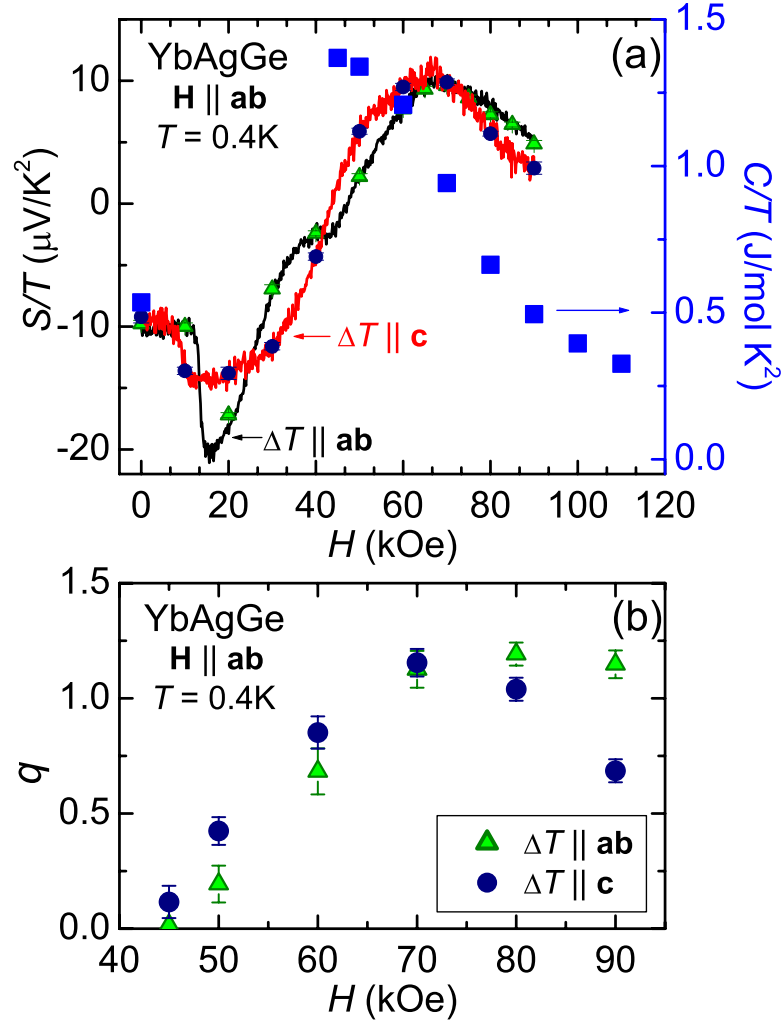 YbAgGe
H || ab
T = 0.4K
(a)
ΔT || c
ΔT || ab
10
0
-10
-20
S/T (μV/K²)
1.5
1.0
0.5
0.0
C/T (J/mol K²)
0 20 40 60 80 100 120
H (kOe)
YbAgGe
H || ab
T = 0.4K
(b)
1.5
1.0
0.5
0.0
q
ΔT || ab
ΔT || c
40 50 60 70 80 90
H (kOe)